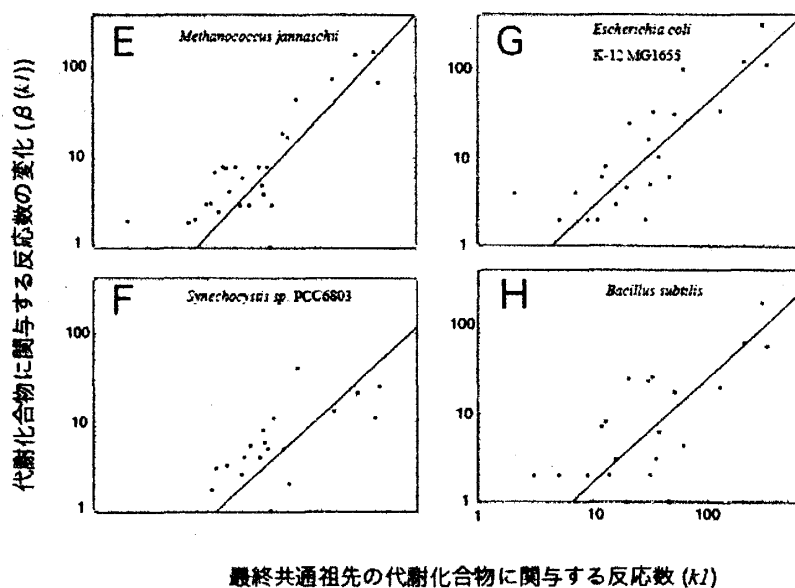 代謝化合物に関与する反応数の変化 (β (k1))
E
Methanococcus jannaschii
100
10
1
G
Escherichia coli
K-12 MG1655
100
10
1
F
Synechocystis sp. PCC6803
100
10
1
H
Bacillus subtilis
100
10
1
1
10
100
最終共通祖先の代謝化合物に関与する反応数 (k1)